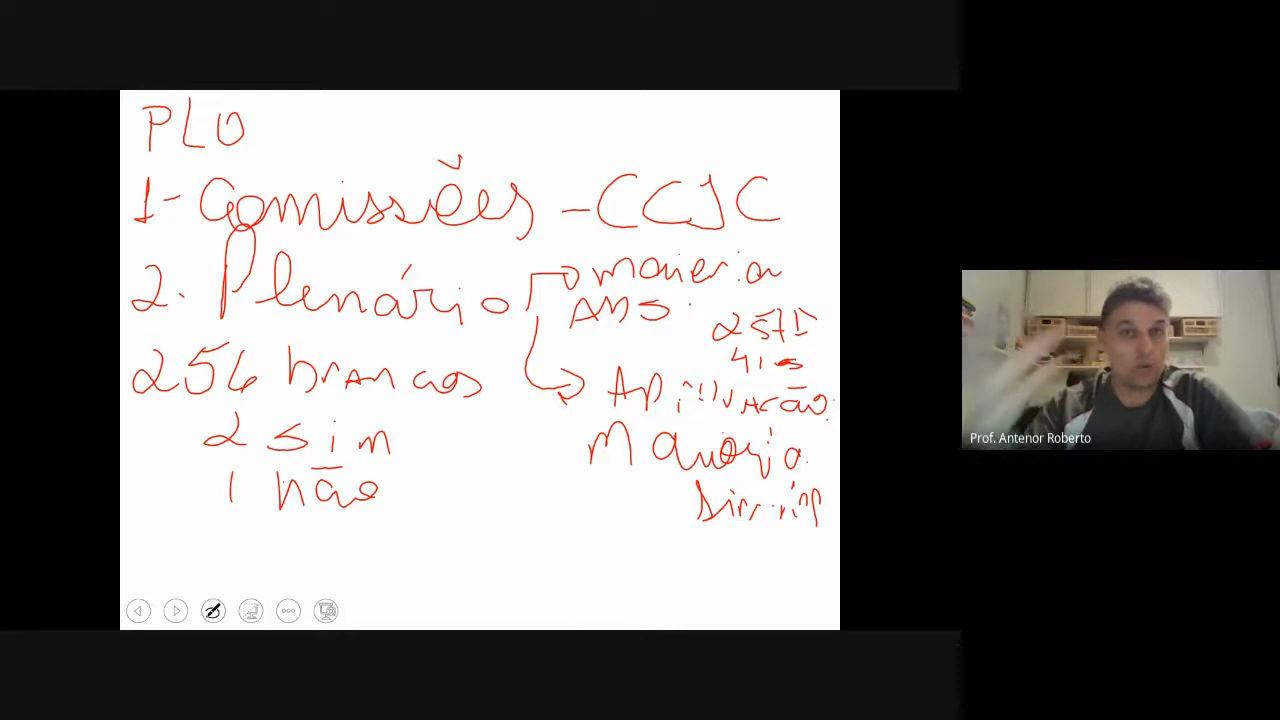 PLO
1- Comissões - CCJC
2. Plenário maioria
ABS.
257
256 brancos
2 sim
1 não
Aprovação:
Maioria
Prof. Antenor Roberto